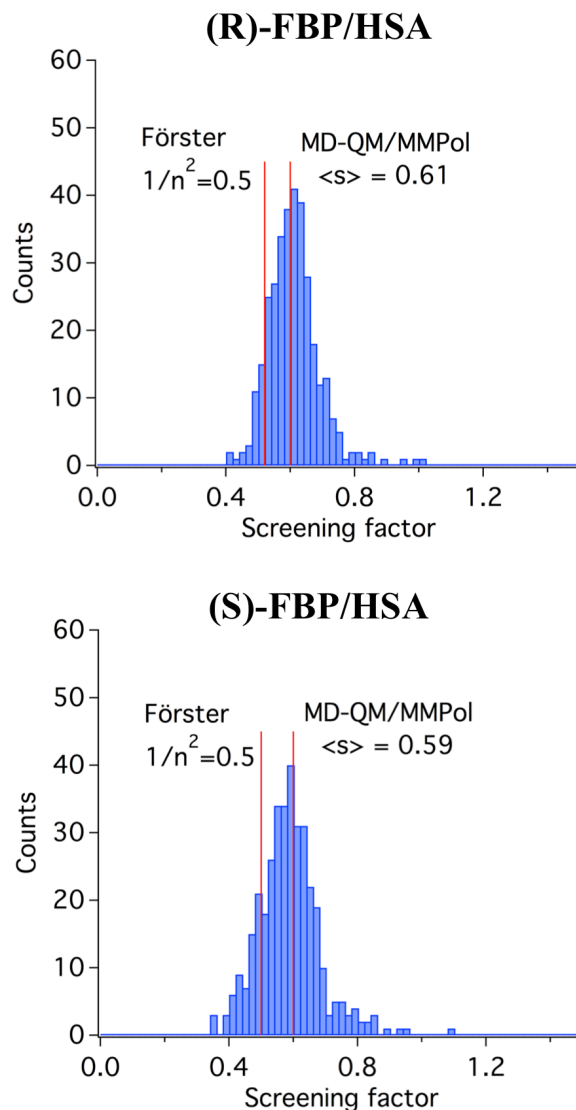 (R)-FBP/HSA
60
50
40
30
20
10
0
Counts
Förster
1/n²=0.5
MD-QM/MMPol
<s> = 0.61
0.0 0.4 0.8 1.2
Screening factor
(S)-FBP/HSA
60
50
40
30
20
10
0
Counts
Förster
1/n²=0.5
MD-QM/MMPol
<s> = 0.59
0.0 0.4 0.8 1.2
Screening factor